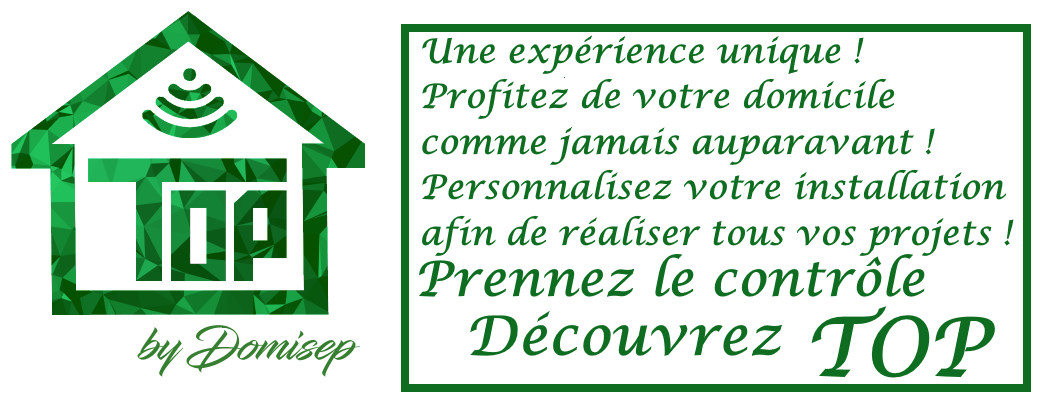 TOP
by Domisep
Une expérience unique !
Profitez de votre domicile
comme jamais auparavant !
Personnalisez votre installation
afin de réaliser tous vos projets !
Prennez le contrôle
Découvrez TOP